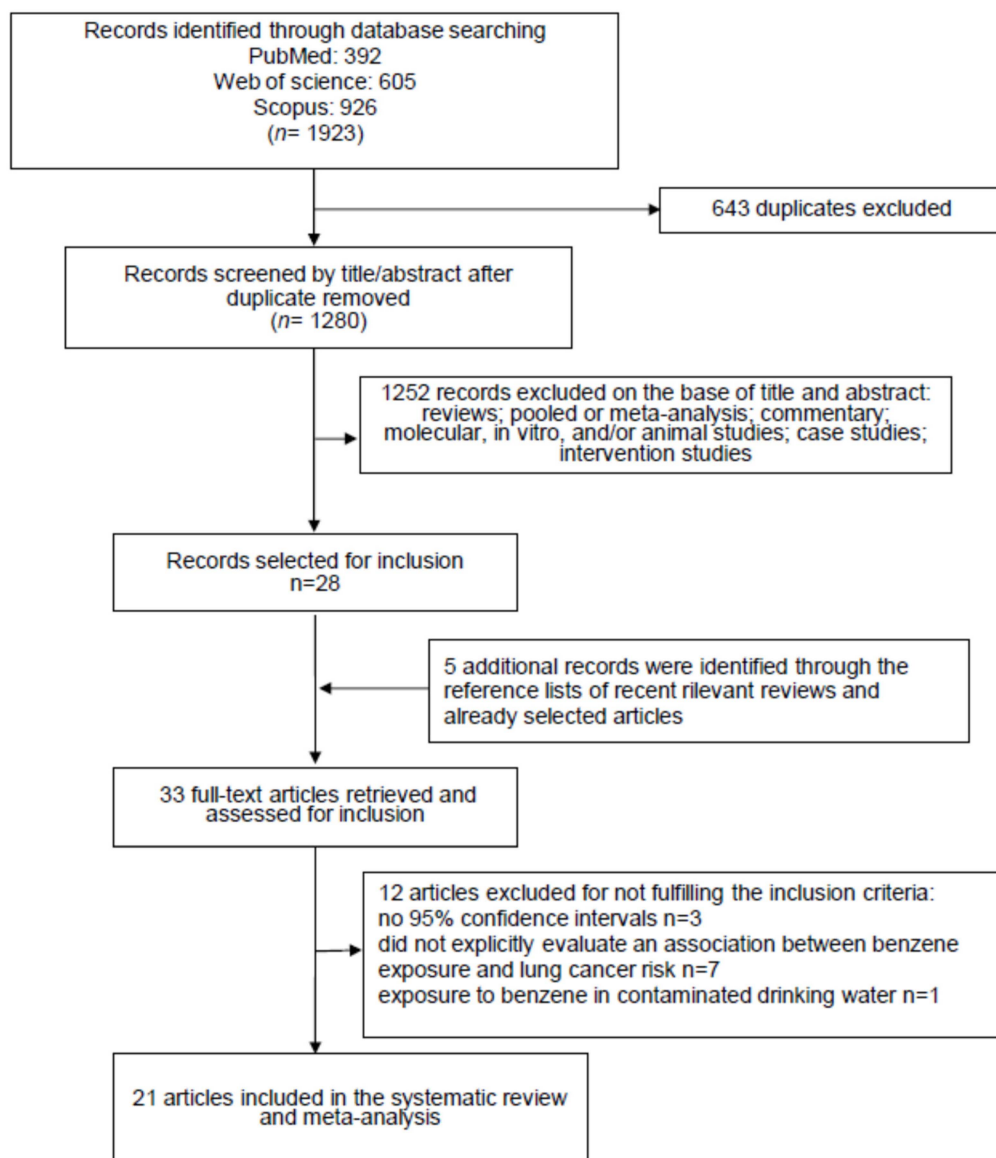 Records identified through database searching
PubMed: 392
Web of science: 605
Scopus: 926
(n= 1923)
643 duplicates excluded
Records screened by title/abstract after
duplicate removed
(n= 1280)
1252 records excluded on the base of title and abstract:
reviews; pooled or meta-analysis; commentary;
molecular, in vitro, and/or animal studies; case studies;
intervention studies
Records selected for inclusion
n=28
5 additional records were identified through the
reference lists of recent rilevant reviews and
already selected articles
33 full-text articles retrieved and
assessed for inclusion
12 articles excluded for not fulfilling the inclusion criteria:
no 95% confidence intervals n=3
did not explicitly evaluate an association between benzene
exposure and lung cancer risk n=7
exposure to benzene in contaminated drinking water n=1
21 articles included in the systematic review
and meta-analysis